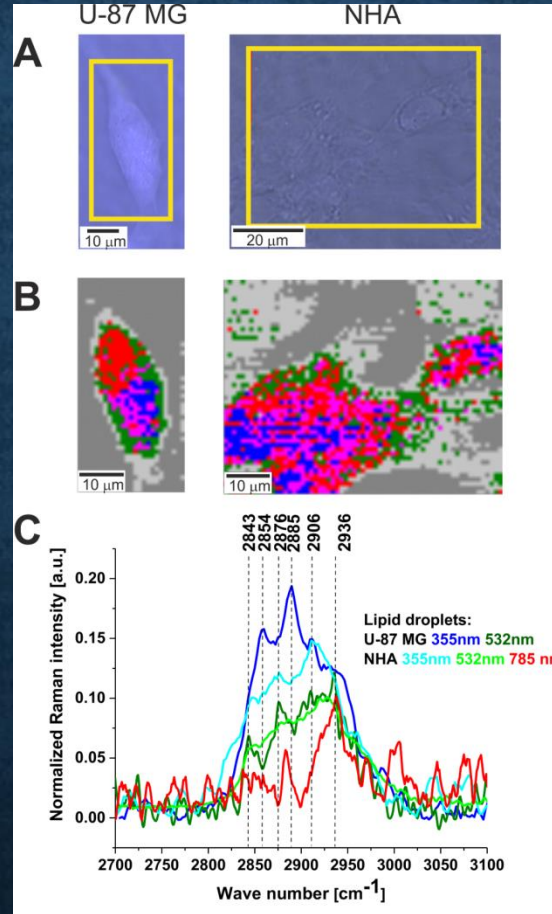 U-87 MG NHA
A
10 µm 20 µm
B
10 µm 10 µm
C
2843 2854 2876 2885 2906 2936
0.20
0.15
0.10
0.05
0.00
Normalized Raman intensity [a.u.]
Lipid droplets:
U-87 MG 355nm 532nm
NHA 355nm 532nm 785 nm
2700 2750 2800 2850 2900 2950 3000 3050 3100
Wave number [cm⁻¹]